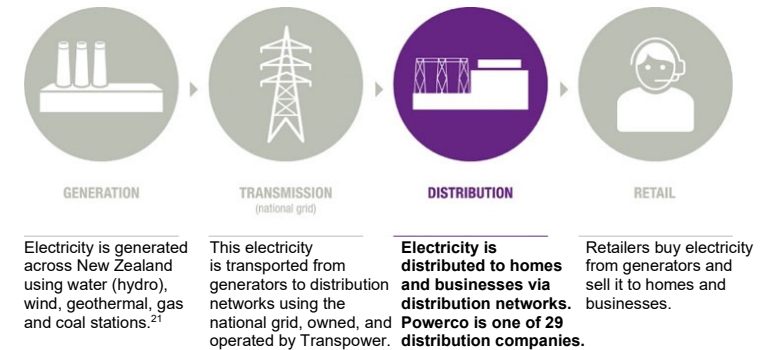 GENERATION
TRANSMISSION
(national grid)
DISTRIBUTION
RETAIL
Electricity is generated
across New Zealand
using water (hydro),
wind, geothermal, gas
and coal stations.21
This electricity
is transported from
generators to distribution
networks using the
national grid, owned, and
operated by Transpower.
Electricity is
distributed to homes
and businesses via
distribution networks.
Powerco is one of 29
distribution companies.
Retailers buy electricity
from generators and
sell it to homes and
businesses.